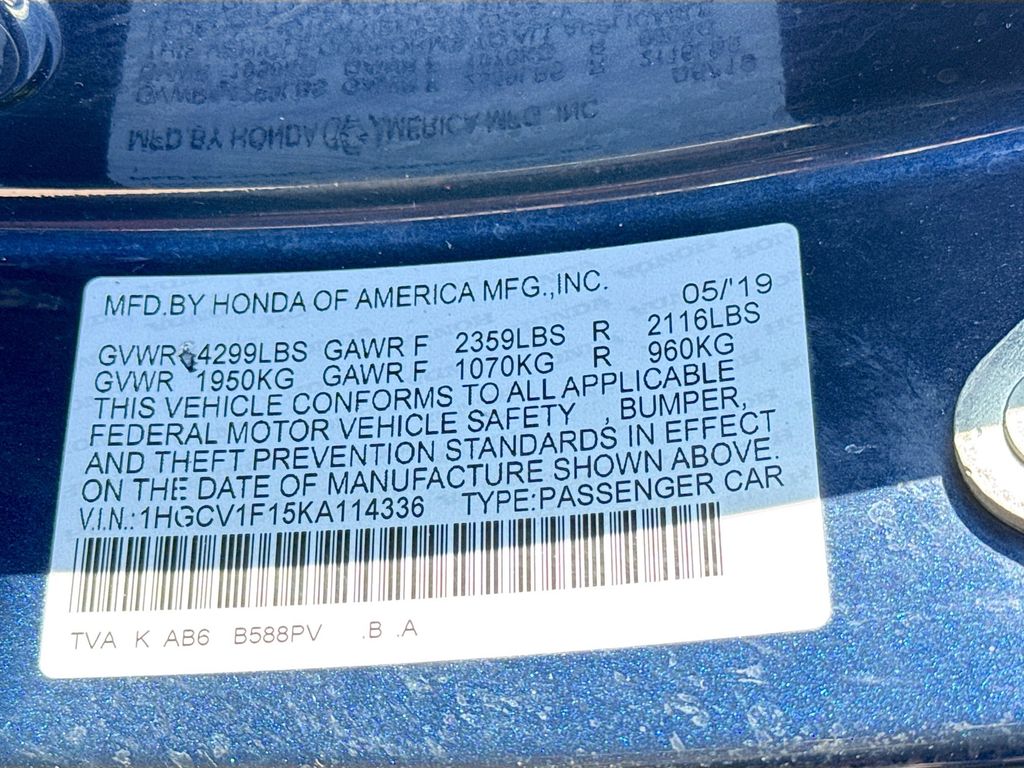 MFD.BY HONDA OF AMERICA MFG.,INC. 05/'19
GVWR 4299LBS GAWR F 2359LBS R 2116LBS
GVWR 1950KG GAWR F 1070KG R 960KG
THIS VEHICLE CONFORMS TO ALL APPLICABLE
FEDERAL MOTOR VEHICLE SAFETY , BUMPER,
AND THEFT PREVENTION STANDARDS IN EFFECT
ON THE DATE OF MANUFACTURE SHOWN ABOVE.
V.I.N.:1HGCV1F15KA114336 TYPE:PASSENGER CAR
TVA K AB6 B588PV .B .A